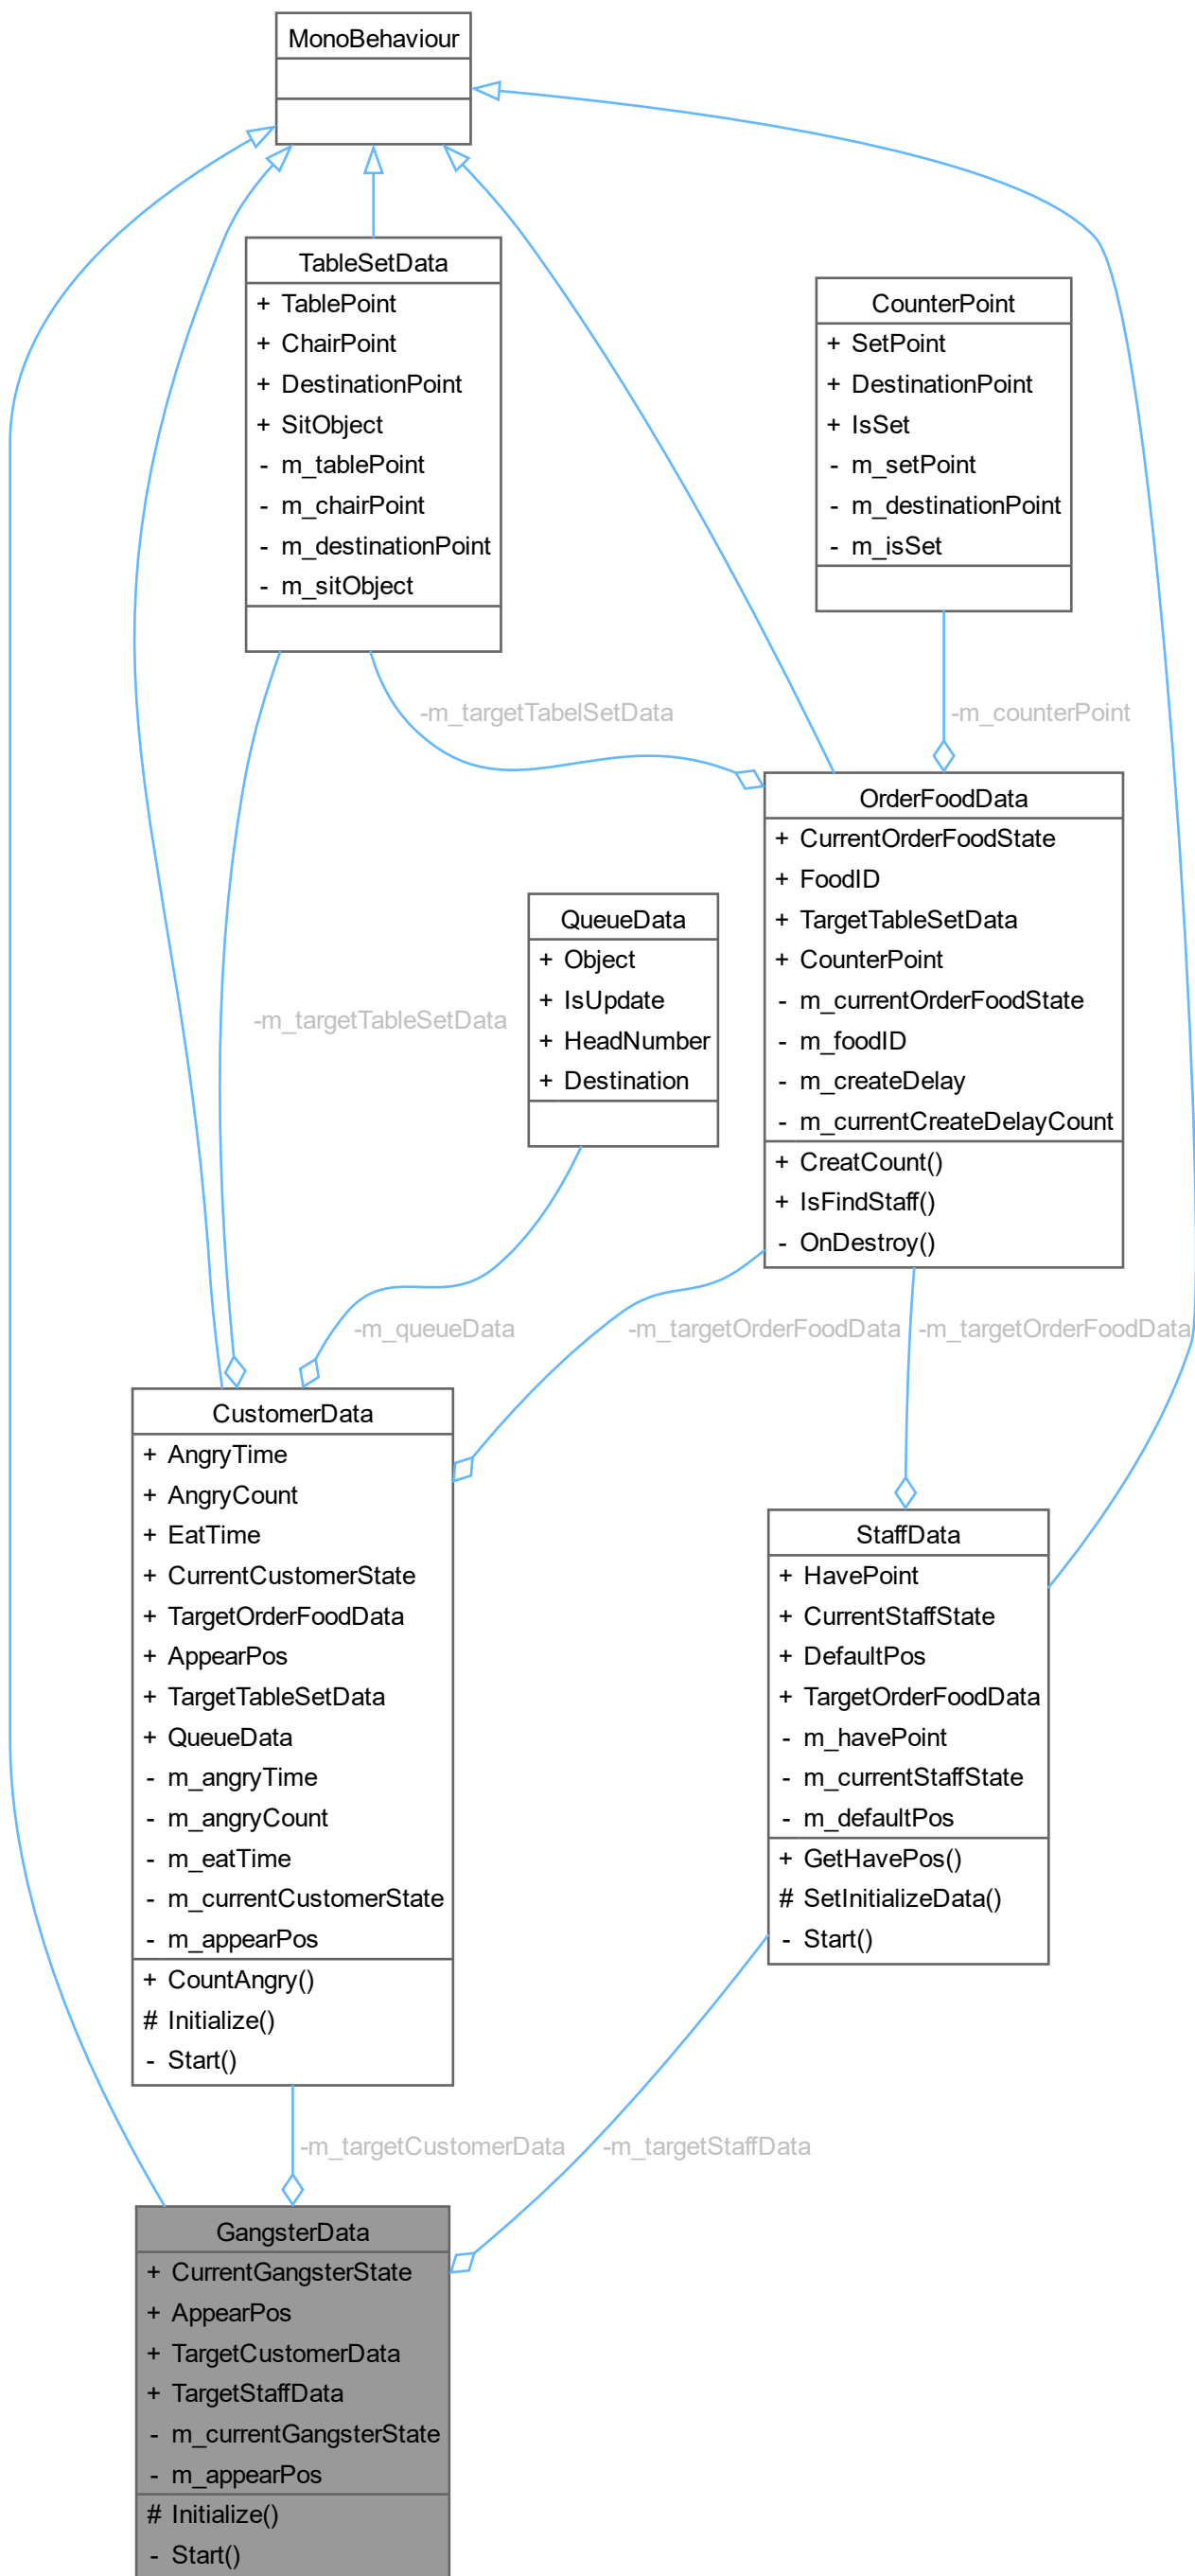 MonoBehaviour
TableSetData
+ TablePoint
+ ChairPoint
+ DestinationPoint
+ SitObject
- m_tablePoint
- m_chairPoint
- m_destinationPoint
- m_sitObject
CounterPoint
+ SetPoint
+ DestinationPoint
+ IsSet
- m_setPoint
- m_destinationPoint
- m_isSet
-m_targetTabelSetData
-m_counterPoint
OrderFoodData
+ CurrentOrderFoodState
+ FoodID
+ TargetTableSetData
+ CounterPoint
- m_currentOrderFoodState
- m_foodID
- m_createDelay
- m_currentCreateDelayCount
+ CreatCount()
+ IsFindStaff()
- OnDestroy()
QueueData
+ Object
+ IsUpdate
+ HeadNumber
+ Destination
-m_targetTableSetData
-m_queueData
-m_targetOrderFoodData
-m_targetOrderFoodData
CustomerData
+ AngryTime
+ AngryCount
+ EatTime
+ CurrentCustomerState
+ TargetOrderFoodData
+ AppearPos
+ TargetTableSetData
+ QueueData
- m_angryTime
- m_angryCount
- m_eatTime
- m_currentCustomerState
- m_appearPos
+ CountAngry()
# Initialize()
- Start()
StaffData
+ HavePoint
+ CurrentStaffState
+ DefaultPos
+ TargetOrderFoodData
- m_havePoint
- m_currentStaffState
- m_defaultPos
+ GetHavePos()
# SetInitializeData()
- Start()
-m_targetCustomerData
-m_targetStaffData
GangsterData
+ CurrentGangsterState
+ AppearPos
+ TargetCustomerData
+ TargetStaffData
- m_currentGangsterState
- m_appearPos
# Initialize()
- Start()